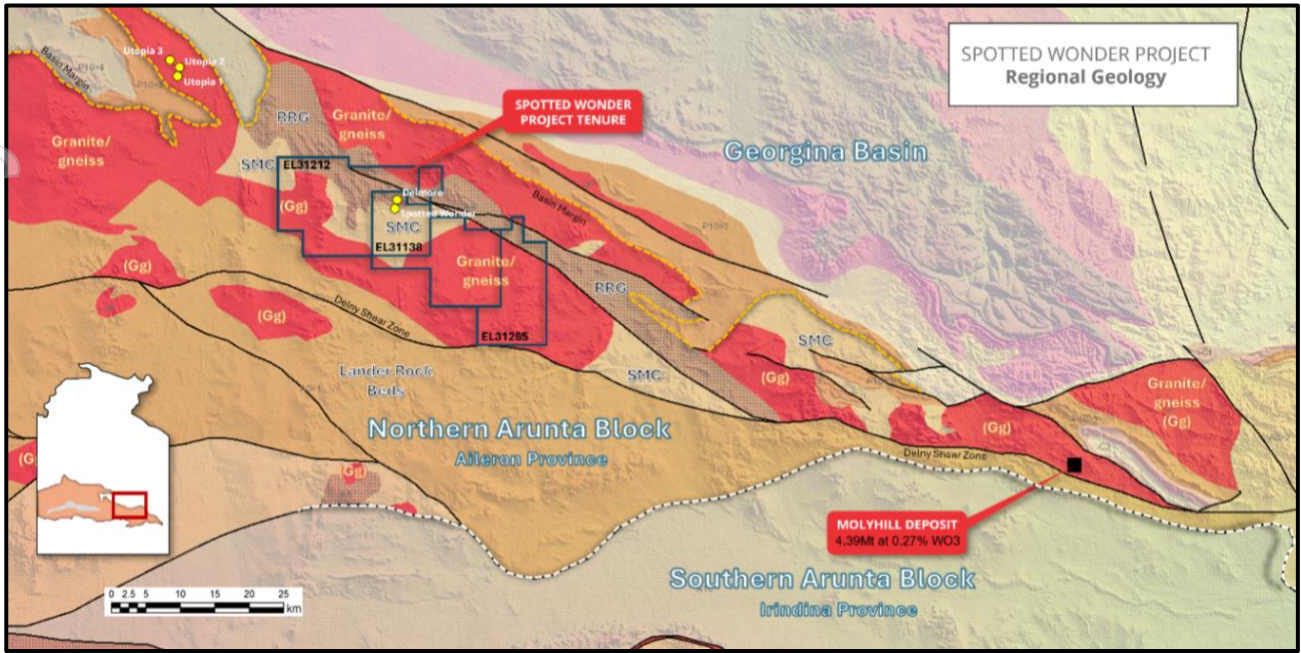 SPOTTED WONDER PROJECT
Regional Geology
Utopia 3
Utopia 2
Utopia 1
Basin Margin
P10-4
RRG
Granite/
gneiss
SPOTTED WONDER
PROJECT TENURE
Granite/
gneiss
Georgina Basin
SMC
EL31212
(Gg)
Delmore
Spotted Wonder
SMC
EL31138
Basin Margin
Granite/
gneiss
(Gg)
RRG
(Gg)
Delny Shear Zone
EL31285
SMC
Lander Rock
Beds
SMC
(Gg)
Granite/
gneiss
(Gg)
Northern Arunta Block
Aileron Province
(Gg)
Delny Shear Zone
(Gg)
MOLYHILL DEPOSIT
4.39Mt at 0.27% WO3
Southern Arunta Block
Irindina Province
0 2.5 5 10 15 20 25
km